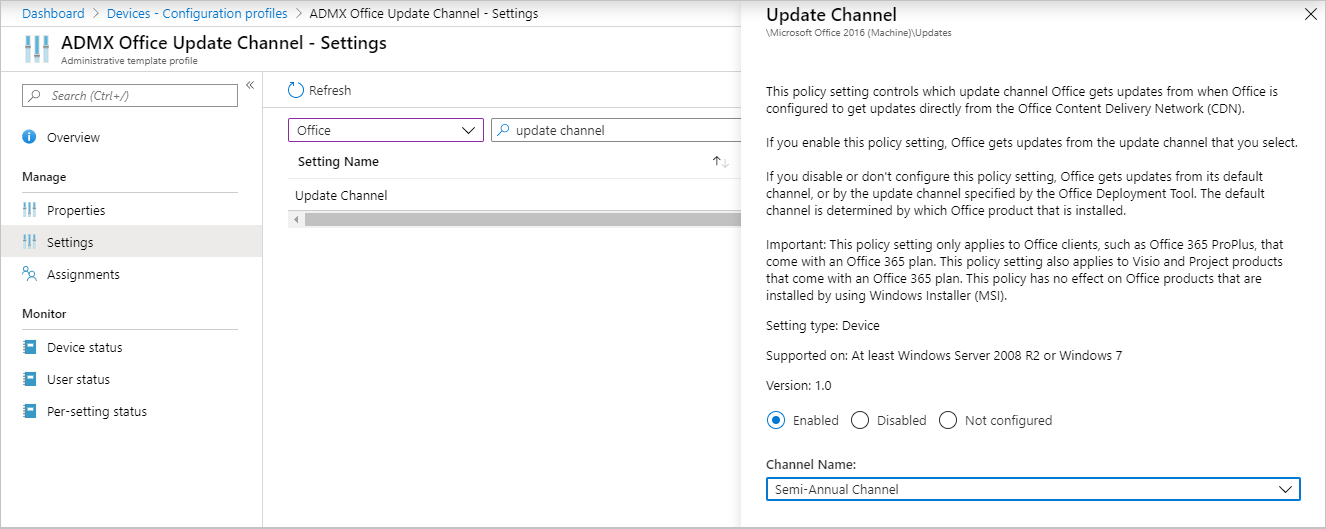 Dashboard > Devices - Configuration profiles > ADMX Office Update Channel - Settings
ADMX Office Update Channel - Settings
Administrative template profile
Search (Ctrl+/)
Overview
Manage
Properties
Settings
Assignments
Monitor
Device status
User status
Per-setting status
Refresh
Office
update channel
Setting Name
Update Channel
Update Channel
\Microsoft Office 2016 (Machine)\Updates
This policy setting controls which update channel Office gets updates from when Office is
configured to get updates directly from the Office Content Delivery Network (CDN).
If you enable this policy setting, Office gets updates from the update channel that you select.
If you disable or don't configure this policy setting, Office gets updates from its default
channel, or by the update channel specified by the Office Deployment Tool. The default
channel is determined by which Office product that is installed.
Important: This policy setting only applies to Office clients, such as Office 365 ProPlus, that
come with an Office 365 plan. This policy setting also applies to Visio and Project products
that come with an Office 365 plan. This policy has no effect on Office products that are
installed by using Windows Installer (MSI).
Setting type: Device
Supported on: At least Windows Server 2008 R2 or Windows 7
Version: 1.0
Enabled Disabled Not configured
Channel Name:
Semi-Annual Channel